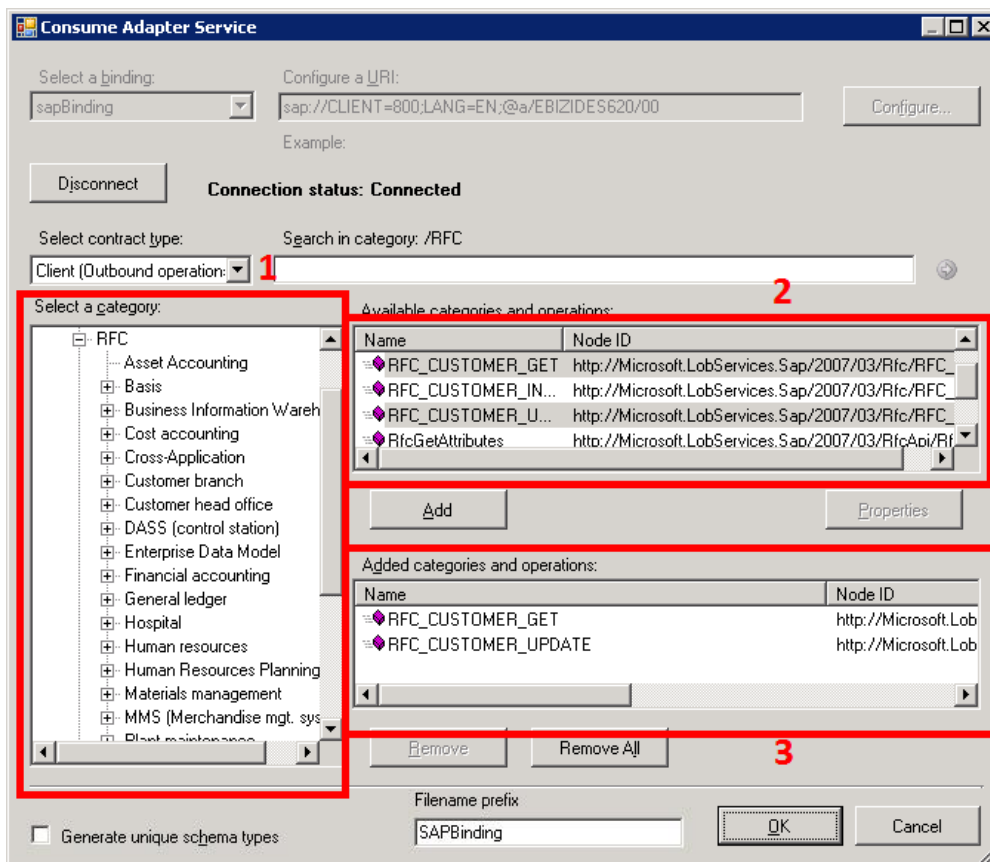 Consume Adapter Service
Select a binding:
Configure a URI:
sapBinding
sap://CLIENT=800;LANG=EN;@a/EBIZIDES620/00
Configure...
Example:
Disconnect
Connection status: Connected
Select contract type:
Search in category: /RFC
Client (Outbound operation:
1
2
Select a category:
Available categories and operations:
RFC
Asset Accounting
Basis
Business Information Wareh
Cost accounting
Cross-Application
Customer branch
Customer head office
DASS (control station)
Enterprise Data Model
Financial accounting
General ledger
Hospital
Human resources
Human Resources Planning
Materials management
MMS (Merchandise mgt. sys
Plant maintenance
Name Node ID
RFC_CUSTOMER_GET http://Microsoft.LobServices.Sap/2007/03/Rfc/RFC_
RFC_CUSTOMER_IN... http://Microsoft.LobServices.Sap/2007/03/Rfc/RFC_
RFC_CUSTOMER_U... http://Microsoft.LobServices.Sap/2007/03/Rfc/RFC_
RfcGetAttributes http://Microsoft.LobServices.Sap/2007/03/RfcApi/Rf
Add
Properties
Added categories and operations:
Name Node ID
RFC_CUSTOMER_GET http://Microsoft.Lob
RFC_CUSTOMER_UPDATE http://Microsoft.Lob
Remove
Remove All
3
Filename prefix
Generate unique schema types
SAPBinding
OK
Cancel